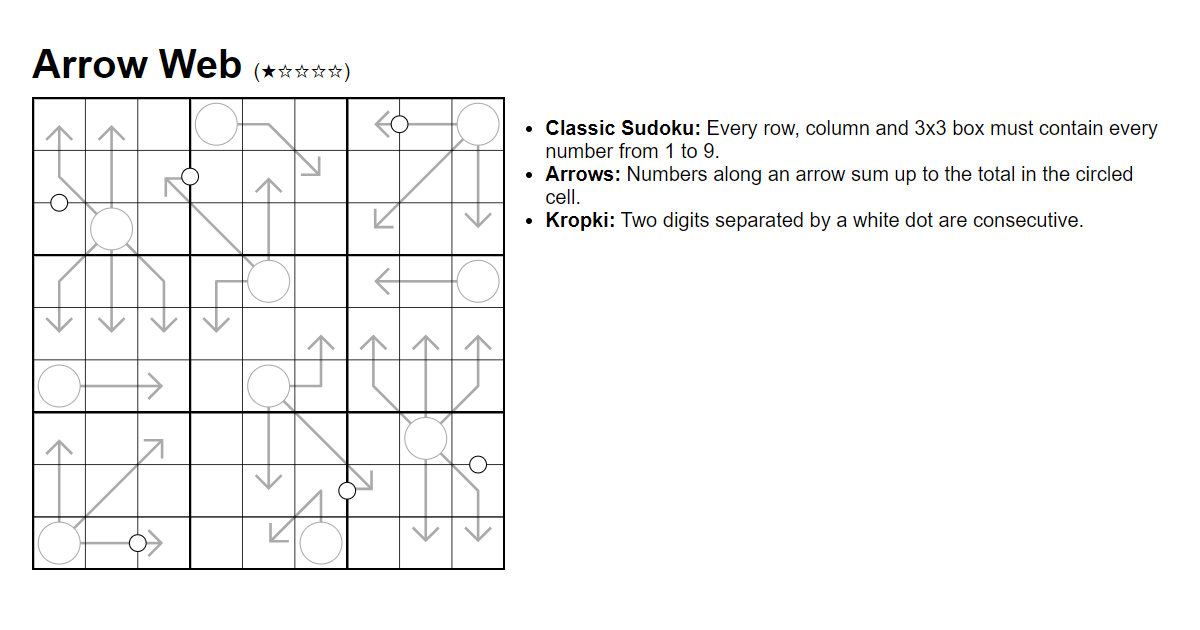 Arrow Web (★☆☆☆☆)
• Classic Sudoku: Every row, column and 3x3 box must contain every
number from 1 to 9.
• Arrows: Numbers along an arrow sum up to the total in the circled
cell.
• Kropki: Two digits separated by a white dot are consecutive.